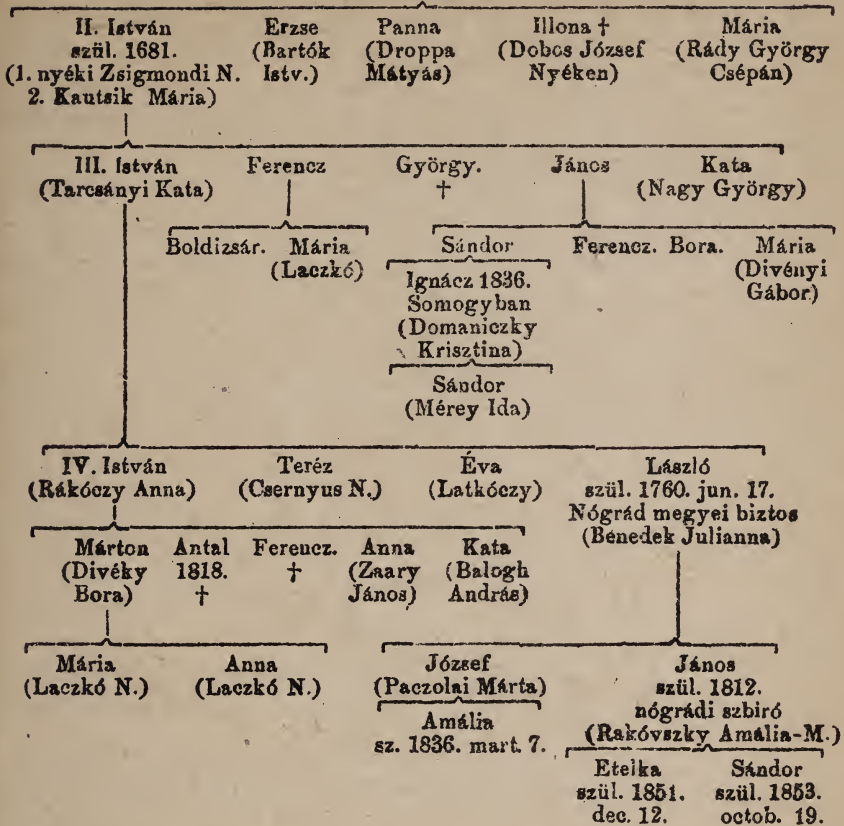 II. István Erzse Panna Illona † Mária
szül. 1681. (Bartók (Droppa (Dobos József (Rády György
(1. nyéki Zsigmondi N. Istv.) Mátyás) Nyéken) Csépán)
2. Kautsik Mária)
III. István Ferencz György. János Kata
(Tarcsányi Kata) † (Nagy György)
Boldizsár. Mária Sándor Ferencz. Bora. Mária
(Laczkó) Ignácz 1836. (Divényi
Somogyban Gábor)
(Domaniczky
Krisztina)
Sándor
(Mérey Ida)
IV. István Teréz Éva László
(Rákóczy Anna) (Csernyus N.) (Latkóczy) szül. 1760. jun. 17.
Nógrád megyei biztos
(Benedek Julianna)
Márton Antal Ferencz. Anna Kata
(Divéky 1818. † (Zaary (Balogh
Bora) † János) András)
Mária Anna József János
(Laczkó N.) (Laczkó N.) (Paczolai Márta) szül. 1812.
Amália nógrádi szbiró
sz. 1836. mart. 7. (Rakóvszky Amália-M.)
Etelka Sándor
szül. 1851. szül. 1853.
dec. 12. octob. 19.